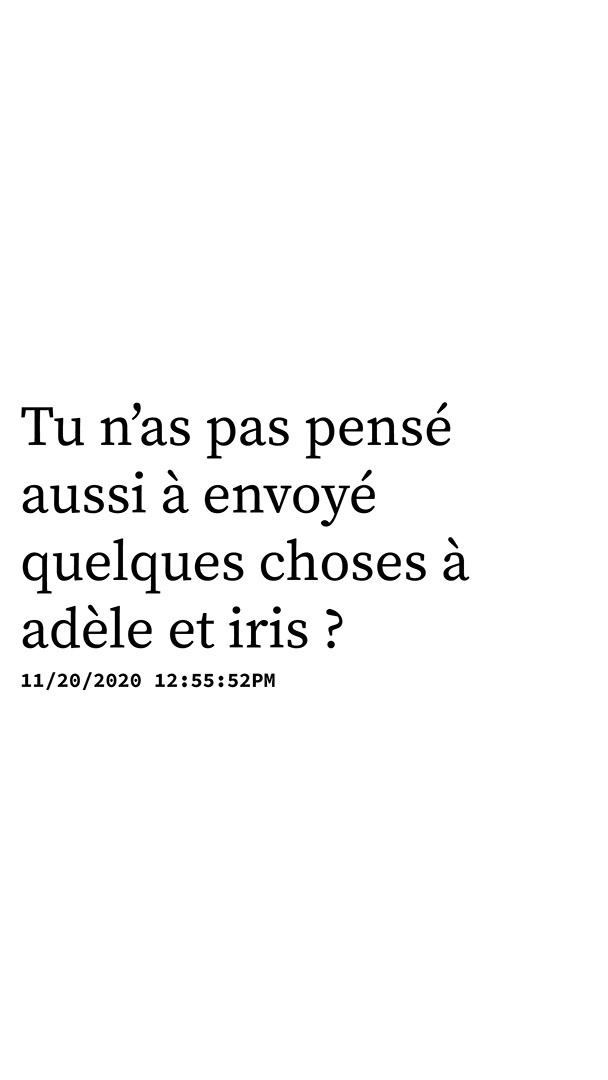 Tu n’as pas pensé
aussi à envoyé
quelques choses à
adèle et iris ?
11/20/2020 12:55:52PM